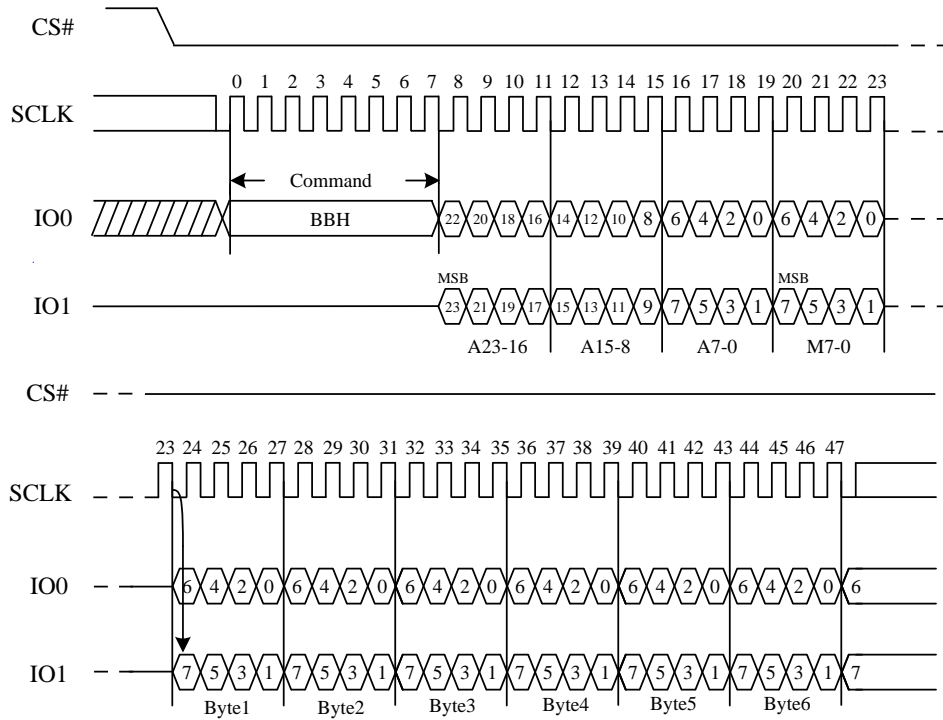 CS#
0 1 2 3 4 5 6 7 8 9 10 11 12 13 14 15 16 17 18 19 20 21 22 23
SCLK
Command
IO0 BBH 22 20 18 16 14 12 10 8 6 4 2 0 6 4 2 0
MSB MSB
IO1 23 21 19 17 15 13 11 9 7 5 3 1 7 5 3 1
A23-16 A15-8 A7-0 M7-0
CS#
23 24 25 26 27 28 29 30 31 32 33 34 35 36 37 38 39 40 41 42 43 44 45 46 47
SCLK
IO0 6 4 2 0 6 4 2 0 6 4 2 0 6 4 2 0 6 4 2 0 6 4 2 0 6
IO1 7 5 3 1 7 5 3 1 7 5 3 1 7 5 3 1 7 5 3 1 7 5 3 1 7
Byte1 Byte2 Byte3 Byte4 Byte5 Byte6